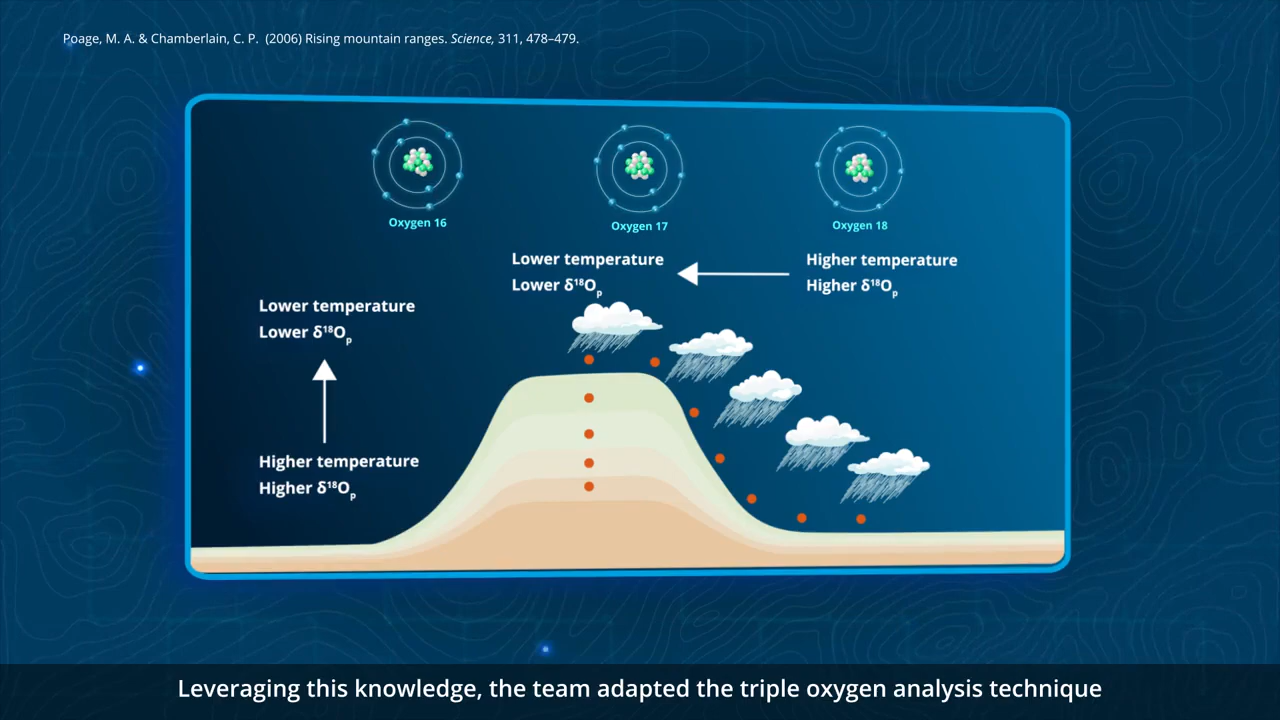 Poage, M. A. & Chamberlain, C. P. (2006) Rising mountain ranges. Science, 311, 478–479.
Oxygen 16
Oxygen 17
Oxygen 18
Lower temperature
Lower δ¹⁸Oₚ
Higher temperature
Higher δ¹⁸Oₚ
Lower temperature
Lower δ¹⁸Oₚ
Higher temperature
Higher δ¹⁸Oₚ
Leveraging this knowledge, the team adapted the triple oxygen analysis technique